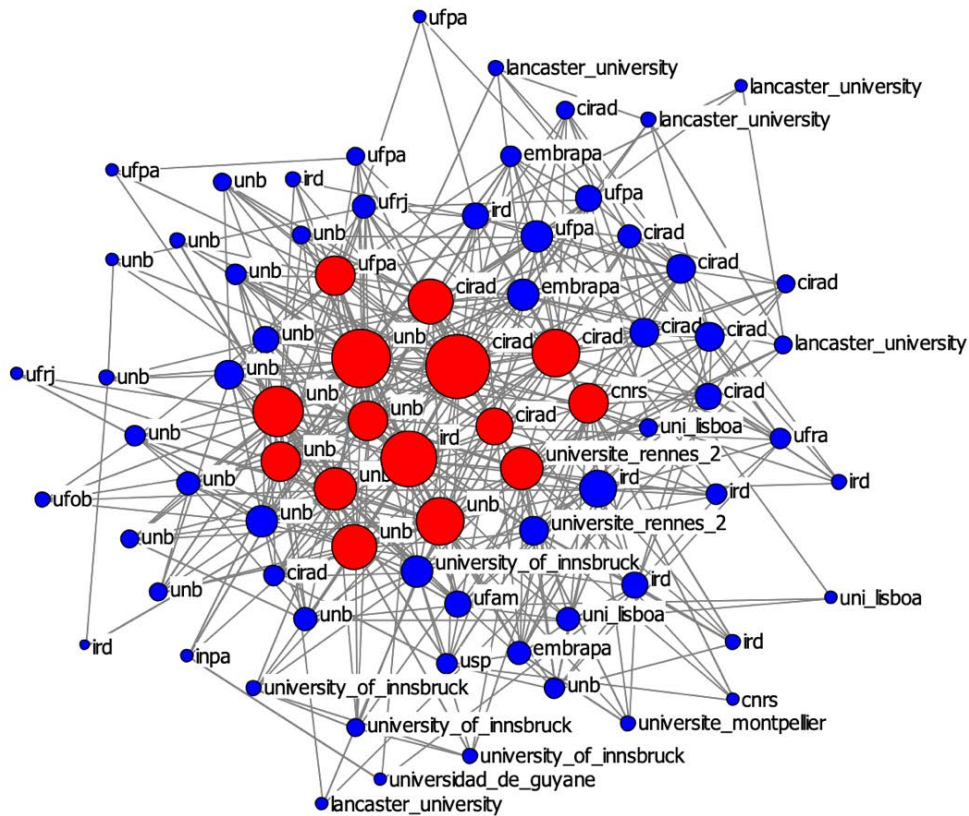 ufpa
lancaster_university
lancaster_university
cirad
lancaster_university
ufpa
embrapa
ufpa
unb
ird
ufpa
ufrj
ird
ufpa
unb
unb
cirad
unb
ufpa
cirad
unb
cirad
embrapa
cirad
unb
unb
cirad
cirad
cirad
cirad
lancaster_university
ufrj
unb
unb
unb
cnrs
cirad
unb
cirad
uni_lisboa
unb
ird
ufra
unb
universite_rennes_2
unb
unb
ird
ird
ird
ufob
unb
unb
universite_rennes_2
unb
unb
university_of_innsbruck
cirad
ird
unb
ufam
uni_lisboa
uni_lisboa
unb
ird
ird
inpa
usp
embrapa
university_of_innsbruck
unb
cnrs
university_of_innsbruck
universite_montpellier
university_of_innsbruck
universidad_de_guyane
lancaster_university